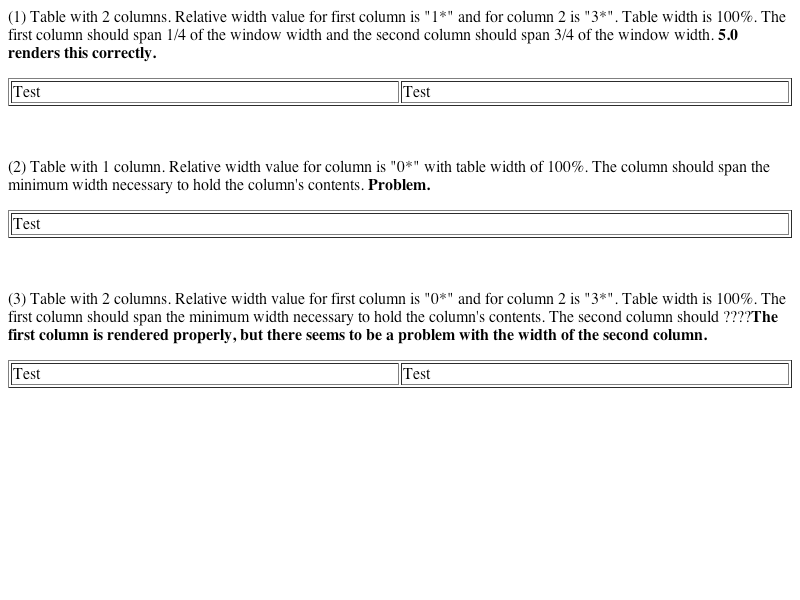 (1) Table with 2 columns. Relative width value for first column is "1*" and for column 2 is "3*". Table width is 100%. The
first column should span 1/4 of the window width and the second column should span 3/4 of the window width. 5.0
renders this correctly.
Test Test
(2) Table with 1 column. Relative width value for column is "0*" with table width of 100%. The column should span the
minimum width necessary to hold the column's contents. Problem.
Test
(3) Table with 2 columns. Relative width value for first column is "0*" and for column 2 is "3*". Table width is 100%. The
first column should span the minimum width necessary to hold the column's contents. The second column should ????The
first column is rendered properly, but there seems to be a problem with the width of the second column.
Test Test